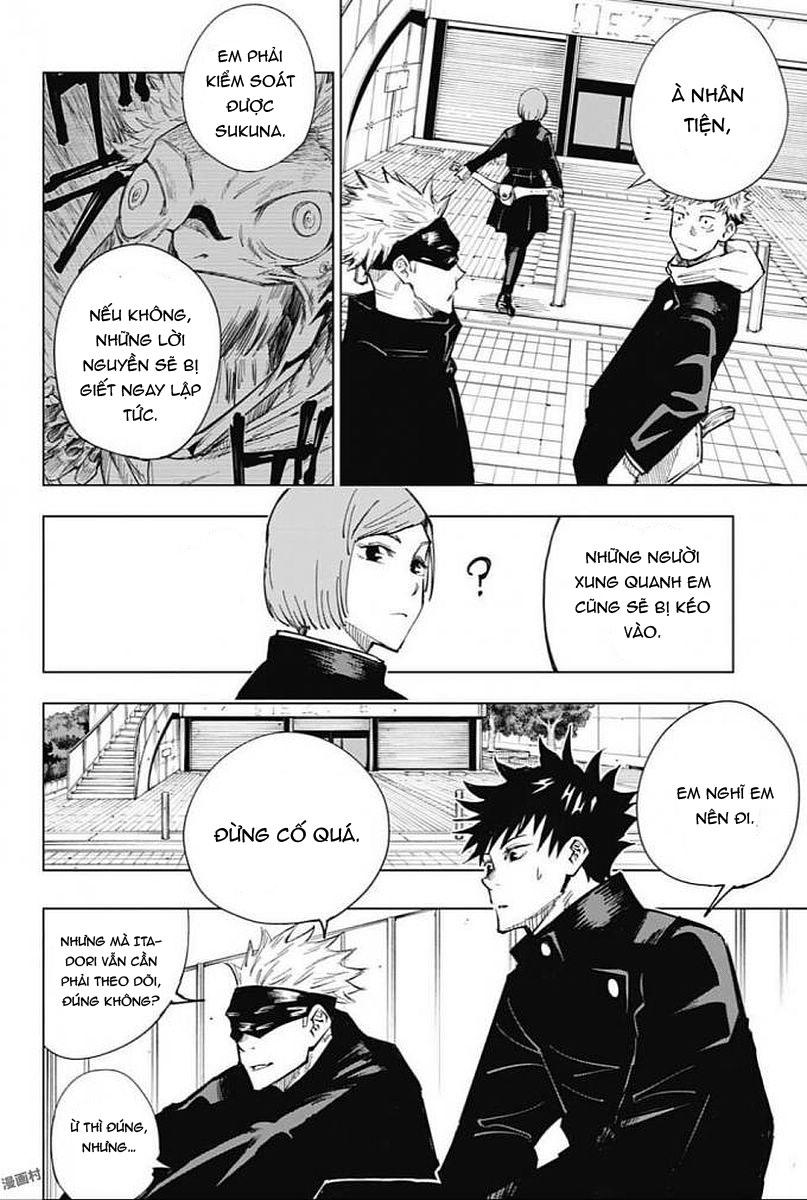 À NHÂN
TIỆN,
EM PHẢI
KIỂM SOÁT
ĐƯỢC
SUKUNA.
NẾU KHÔNG,
NHỮNG LỜI
NGUYỀN SẼ BỊ
GIẾT NGAY LẬP
TỨC.
NHỮNG NGƯỜI
XUNG QUANH EM
CŨNG SẼ BỊ KÉO
VÀO.
?
EM NGHĨ EM
NÊN ĐI.
ĐỪNG CỐ QUÁ.
NHƯNG MÀ ITA-
DORI VẪN CẦN
PHẢI THEO DÕI,
ĐÚNG KHÔNG?
Ừ THÌ ĐÚNG,
NHƯNG...
漫画村